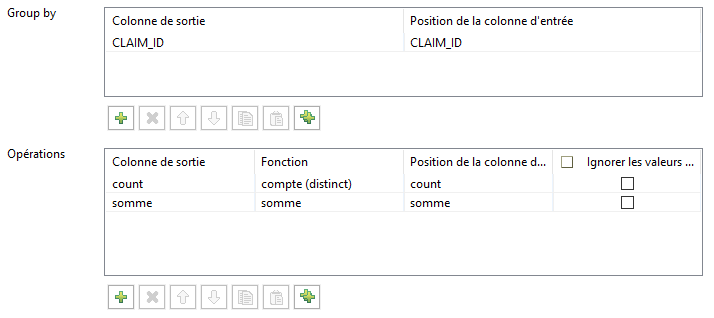 Group by
Colonne de sortie Position de la colonne d'entrée
CLAIM_ID CLAIM_ID
Opérations
Colonne de sortie Fonction Position de la colonne d... Ignorer les valeurs ...
count compte (distinct) count
somme somme somme